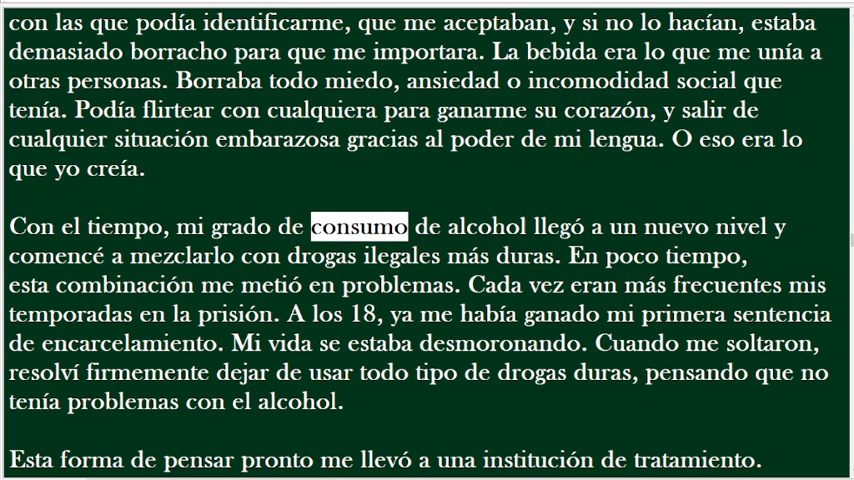 con las que podía identificarme, que me aceptaban, y si no lo hacían, estaba
demasiado borracho para que me importara. La bebida era lo que me unía a
otras personas. Borraba todo miedo, ansiedad o incomodidad social que
tenía. Podía flirtear con cualquiera para ganarme su corazón, y salir de
cualquier situación embarazosa gracias al poder de mi lengua. O eso era lo
que yo creía.
Con el tiempo, mi grado de consumo de alcohol llegó a un nuevo nivel y
comencé a mezclarlo con drogas ilegales más duras. En poco tiempo,
esta combinación me metió en problemas. Cada vez eran más frecuentes mis
temporadas en la prisión. A los 18, ya me había ganado mi primera sentencia
de encarcelamiento. Mi vida se estaba desmoronando. Cuando me soltaron,
resolví firmemente dejar de usar todo tipo de drogas duras, pensando que no
tenía problemas con el alcohol.
Esta forma de pensar pronto me llevó a una institución de tratamiento.